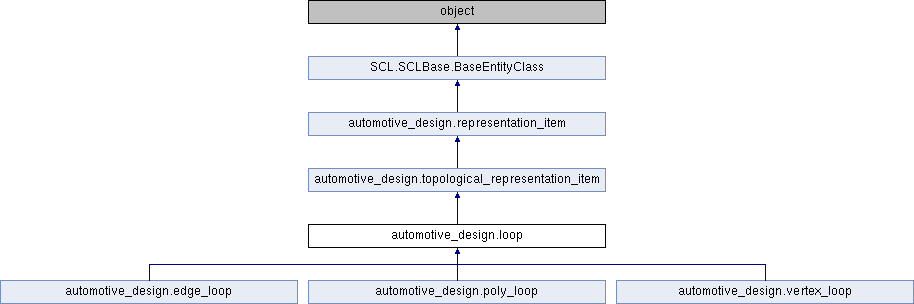 object
SCL.SCLBase.BaseEntityClass
automotive_design.representation_item
automotive_design.topological_representation_item
automotive_design.loop
automotive_design.edge_loop
automotive_design.poly_loop
automotive_design.vertex_loop